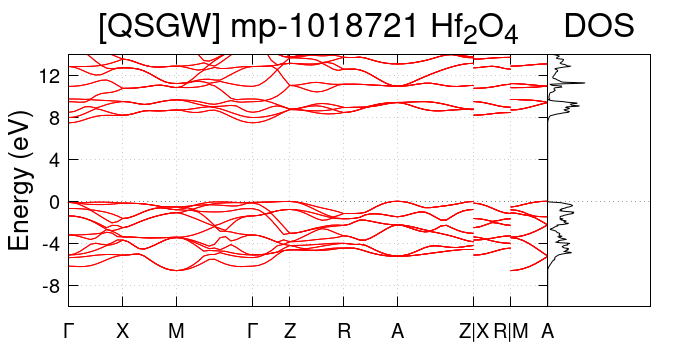 [QSGW] mp-1018721 Hf₂O₄ DOS
Energy (eV)
12
8
4
0
-4
-8
Γ X M Γ Z R A Z|X R|M A